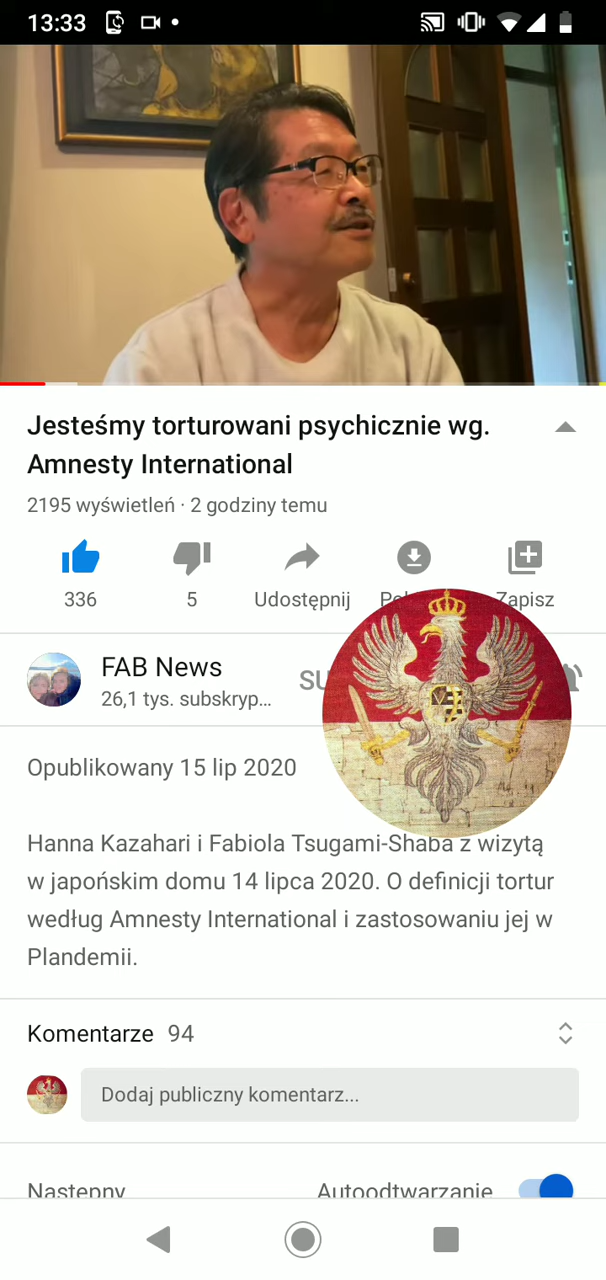 13:33
Jesteśmy torturowani psychicznie wg.
Amnesty International
2195 wyświetleń · 2 godziny temu
336
5
Udostępnij
Zapisz
FAB News
26,1 tys. subskryp...
Opublikowany 15 lip 2020
Hanna Kazahari i Fabiola Tsugami-Shaba z wizytą
w japońskim domu 14 lipca 2020. O definicji tortur
według Amnesty International i zastosowaniu jej w
Plandemii.
Komentarze 94
Dodaj publiczny komentarz...
Następny
Autoodtwarzanie